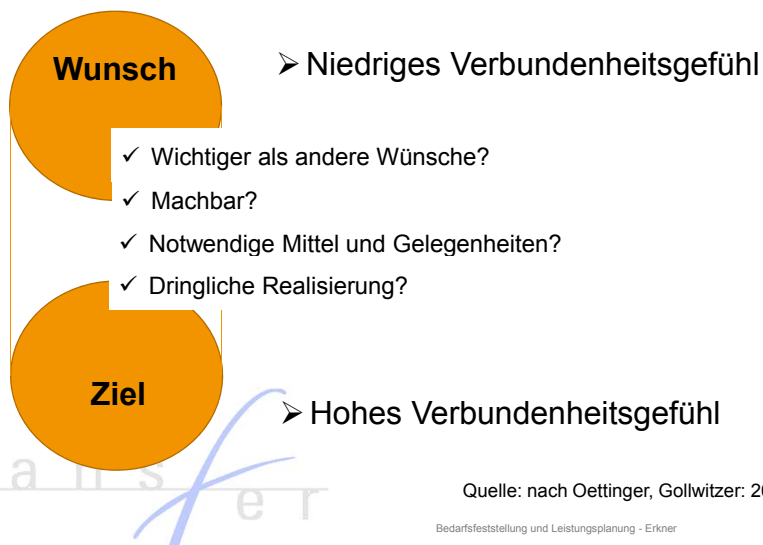 Wunsch
➢ Niedriges Verbundenheitsgefühl
✓ Wichtiger als andere Wünsche?
✓ Machbar?
✓ Notwendige Mittel und Gelegenheiten?
✓ Dringliche Realisierung?
Ziel
➢ Hohes Verbundenheitsgefühl
a n s f e r
Quelle: nach Oettinger, Gollwitzer:
Bedarfsfeststellung und Leistungsplanung - Erkner